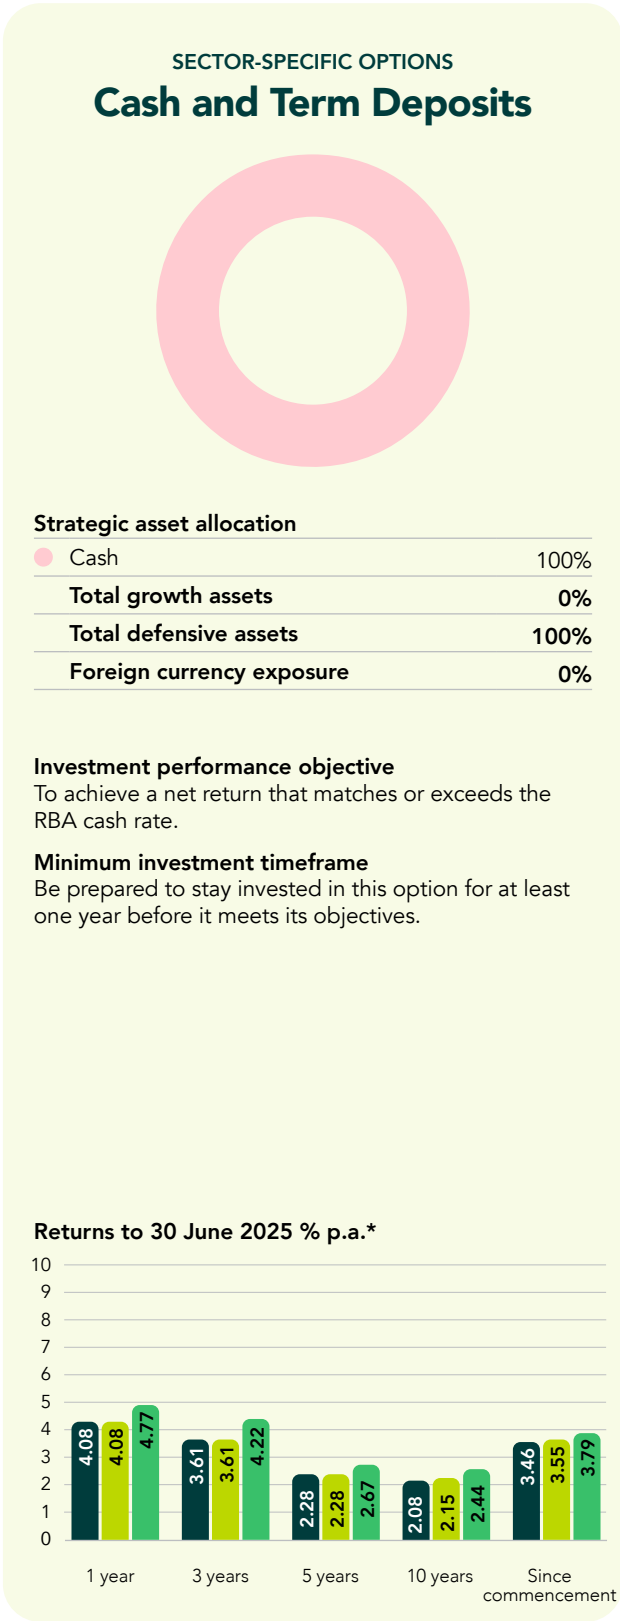 SECTOR-SPECIFIC OPTIONS
Cash and Term Deposits
Strategic asset allocation
Cash 100%
Total growth assets 0%
Total defensive assets 100%
Foreign currency exposure 0%
Investment performance objective
To achieve a net return that matches or exceeds the
RBA cash rate.
Minimum investment timeframe
Be prepared to stay invested in this option for at least
one year before it meets its objectives.
Returns to 30 June 2025 % p.a.*
10
9
8
7
6
5
4
3
2
1
0
4.08 4.08 4.77
3.61 3.61 4.22
2.28 2.28 2.67
2.08 2.15 2.44
3.46 3.55 3.79
1 year 3 years 5 years 10 years Since
commencement